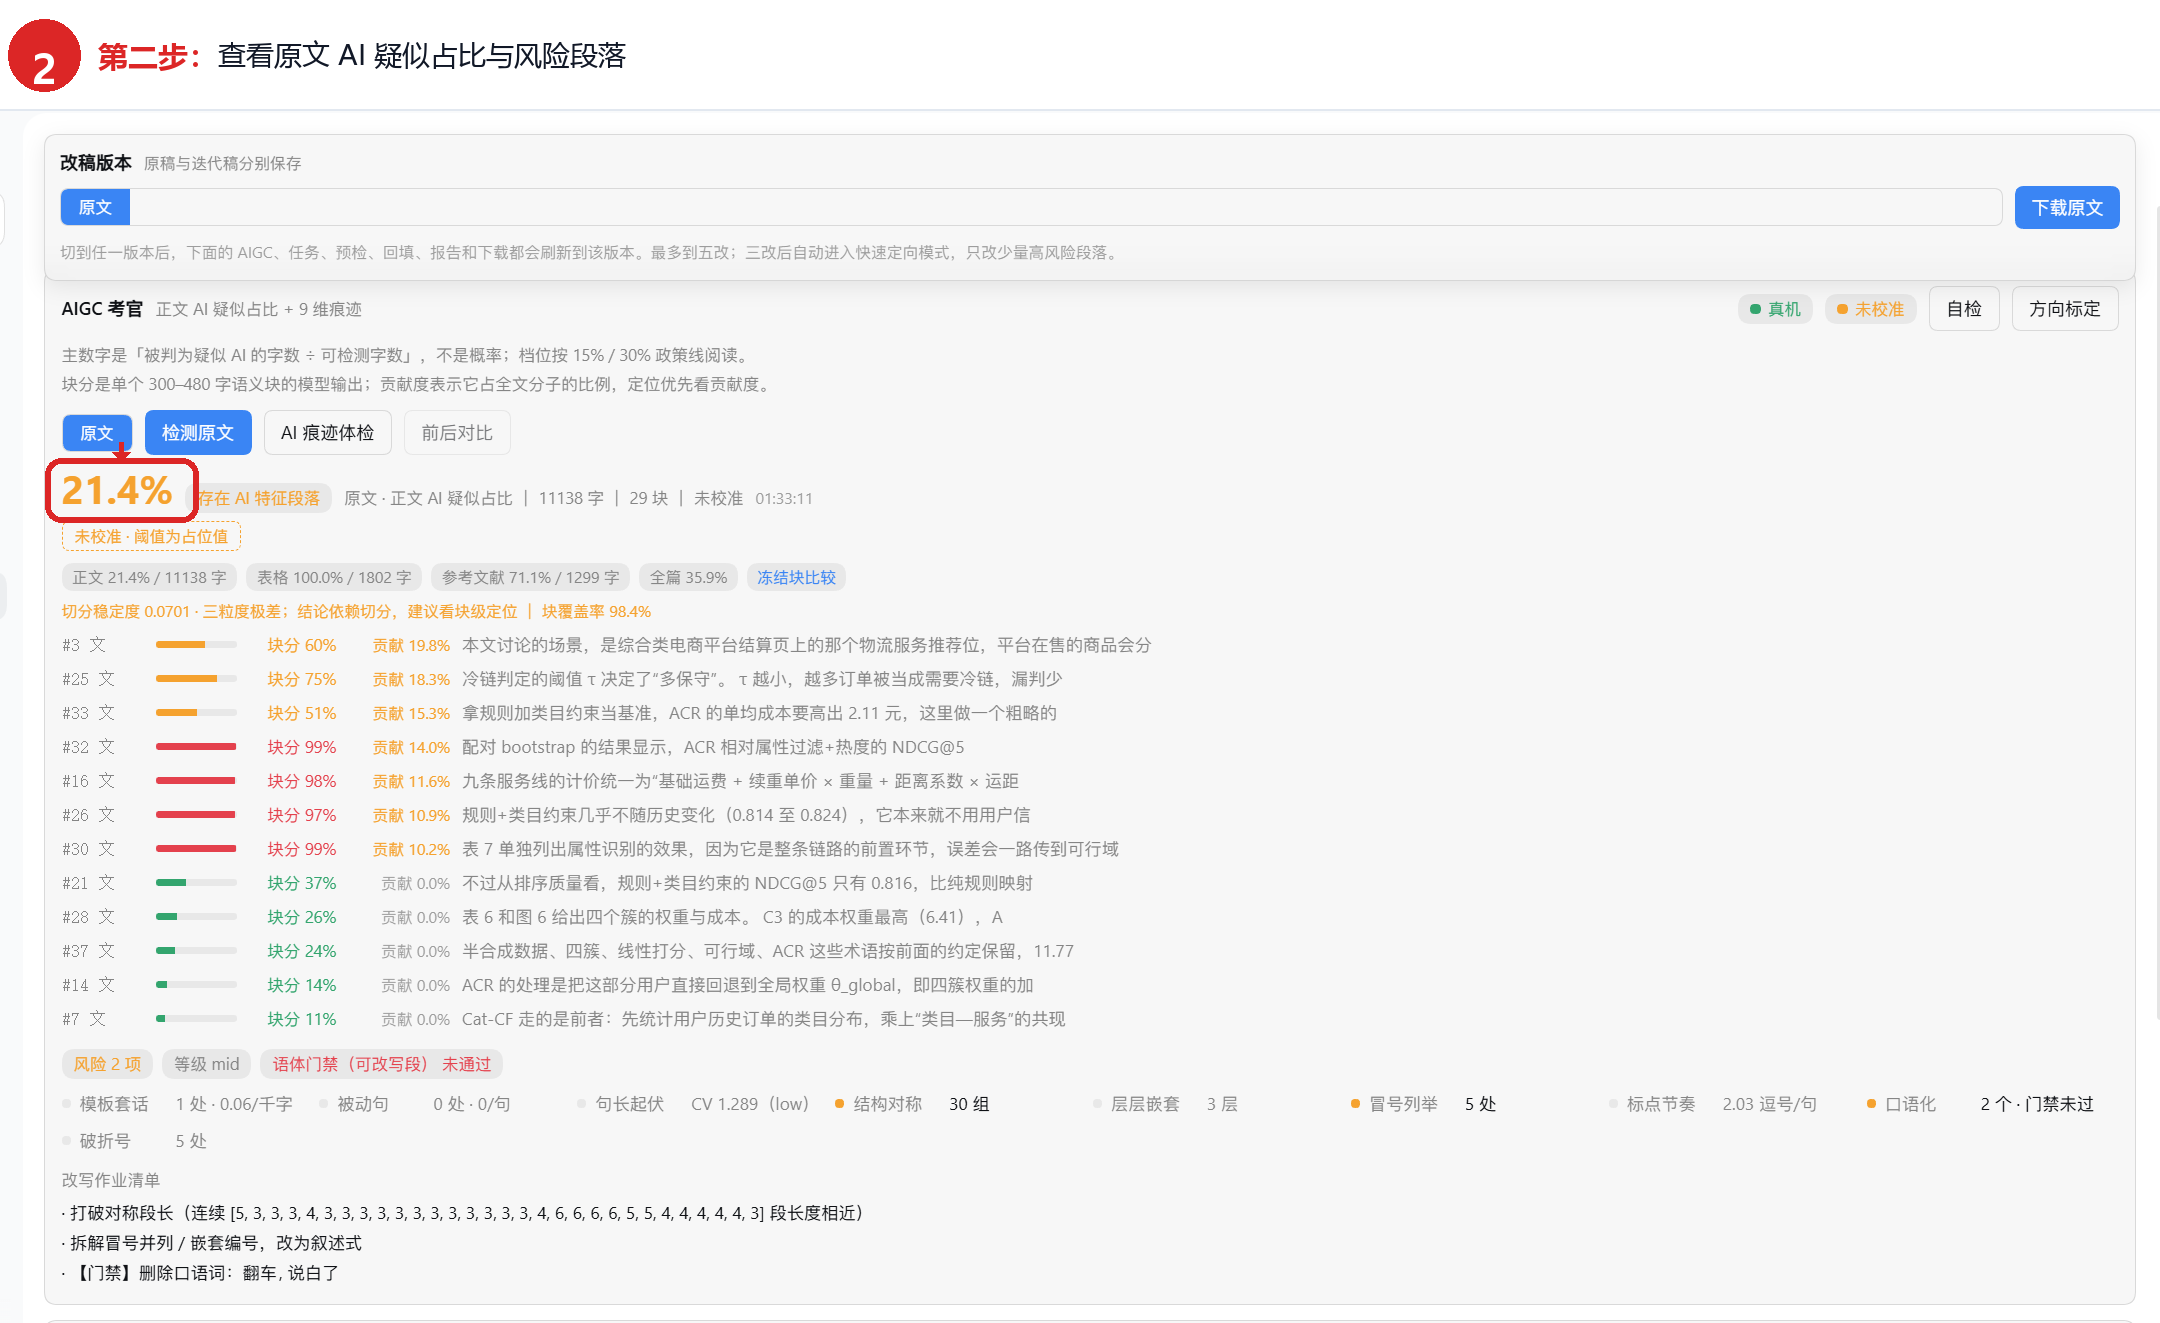 2 第二步：查看原文 AI 疑似占比与风险段落
改稿版本 原稿与迭代稿分别保存
原文 下载原文
切到任一版本后，下面的 AIGC、任务、预检、回填、报告和下载都会刷新到该版本。最多到五改；三改后自动进入快速定向模式，只改少量高风险段落。
AIGC 考官 正文 AI 疑似占比 + 9 维痕迹 真机 未校准 自检 方向标定
主数字是「被判为疑似 AI 的字数 ÷ 可检测字数」，不是概率；档位按 15% / 30% 政策线阅读。
块分是单个 300–480 字语义块的模型输出；贡献度表示它占全文分子的比例，定位优先看贡献度。
原文 检测原文 AI 痕迹体检 前后对比
21.4% 存在 AI 特征段落 原文 · 正文 AI 疑似占比 | 11138 字 | 29 块 | 未校准 01:33:11
未校准 · 阈值为占位值
正文 21.4% / 11138 字 表格 100.0% / 1802 字 参考文献 71.1% / 1299 字 全篇 35.9% 冻结块比较
切分稳定度 0.0701 · 三粒度极差；结论依赖切分，建议看块级定位 | 块覆盖率 98.4%
#3 文 块分 60% 贡献 19.8% 本文讨论的场景，是综合类电商平台结算页上的那个物流服务推荐位，平台在售的商品会分
#25 文 块分 75% 贡献 18.3% 冷链判定的阈值 τ 决定了“多保守”。 τ 越小，越多订单被当成需要冷链，漏判少
#33 文 块分 51% 贡献 15.3% 拿规则加类目约束当基准，ACR 的单均成本要高出 2.11 元，这里做一个粗略的
#32 文 块分 99% 贡献 14.0% 配对 bootstrap 的结果显示，ACR 相对属性过滤+热度的 NDCG@5
#16 文 块分 98% 贡献 11.6% 九条服务线的计价统一为“基础运费 + 续重单价 × 重量 + 距离系数 × 运距
#26 文 块分 97% 贡献 10.9% 规则+类目约束几乎不随历史变化（0.814 至 0.824），它本来就不用用户信
#30 文 块分 99% 贡献 10.2% 表 7 单独列出属性识别的效果，因为它是整条链路的前置环节，误差会一路传到可行域
#21 文 块分 37% 贡献 0.0% 不过从排序质量看，规则+类目约束的 NDCG@5 只有 0.816，比纯规则映射
#28 文 块分 26% 贡献 0.0% 表 6 和图 6 给出四个簇的权重与成本。 C3 的成本权重最高（6.41），A
#37 文 块分 24% 贡献 0.0% 半合成数据、四簇、线性打分、可行域、ACR 这些术语按前面的约定保留，11.77
#14 文 块分 14% 贡献 0.0% ACR 的处理是把这部分用户直接回退到全局权重 θ_global，即四簇权重的加
#7 文 块分 11% 贡献 0.0% Cat-CF 走的是前者：先统计用户历史订单的类目分布，乘上“类目—服务”的共现
风险 2 项 等级 mid 语体门禁（可改写段） 未通过
模板套话 1 处 · 0.06/千字 被动句 0 处 · 0/句 句长起伏 CV 1.289（low） 结构对称 30 组 层层嵌套 3 层 冒号列举 5 处 标点节奏 2.03 逗号/句 口语化 2 个 · 门禁未过
破折号 5 处
改写作业清单
· 打破对称段长（连续 [5, 3, 3, 3, 4, 3, 3, 3, 3, 3, 3, 3, 3, 3, 3, 3, 3, 4, 6, 6, 6, 6, 5, 5, 4, 4, 4, 4, 4, 3] 段长度相近）
· 拆解冒号并列 / 嵌套编号，改为叙述式
· 【门禁】删除口语词：翻车, 说白了